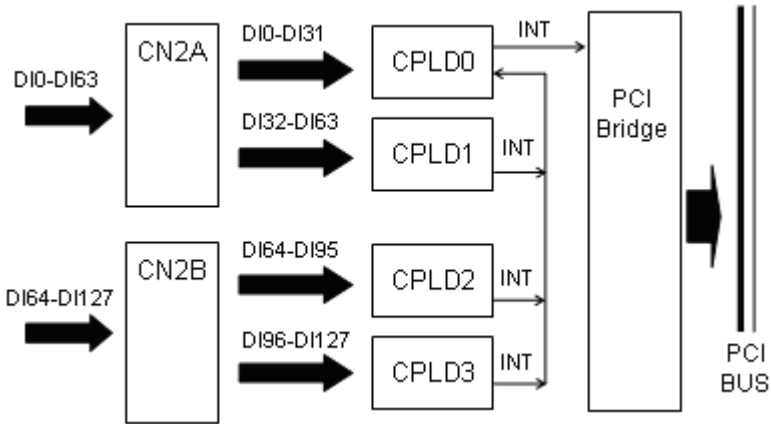 DI0-DI63
CN2A
DI0-DI31
DI32-DI63
CPLD0
CPLD1
INT
INT
PCI
Bridge
DI64-DI127
CN2B
DI64-DI95
DI96-DI127
CPLD2
CPLD3
INT
INT
PCI
BUS